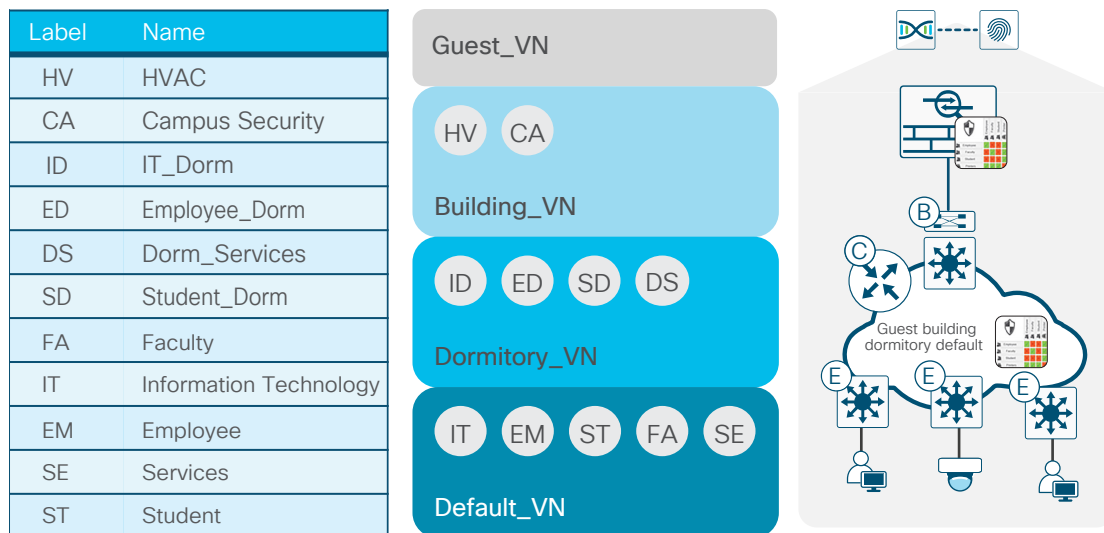 Label Name
HV HVAC
CA Campus Security
ID IT_Dorm
ED Employee_Dorm
DS Dorm_Services
SD Student_Dorm
FA Faculty
IT Information Technology
EM Employee
SE Services
ST Student
Guest_VN
HV CA
Building_VN
ID ED SD DS
Dormitory_VN
IT EM ST FA SE
Default_VN
B
C
Guest building
dormitory default
E E E